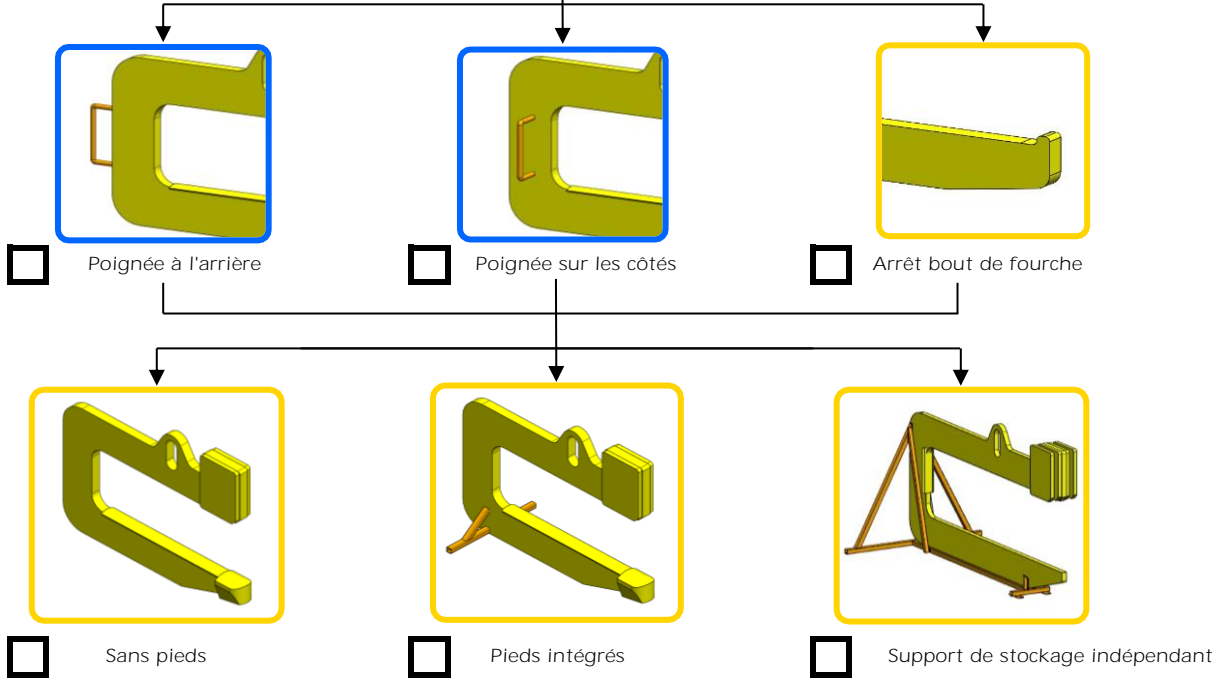 Poignée à l'arrière
Poignée sur les côtés
Arrêt bout de fourche
Sans pieds
Pieds intégrés
Support de stockage indépendant